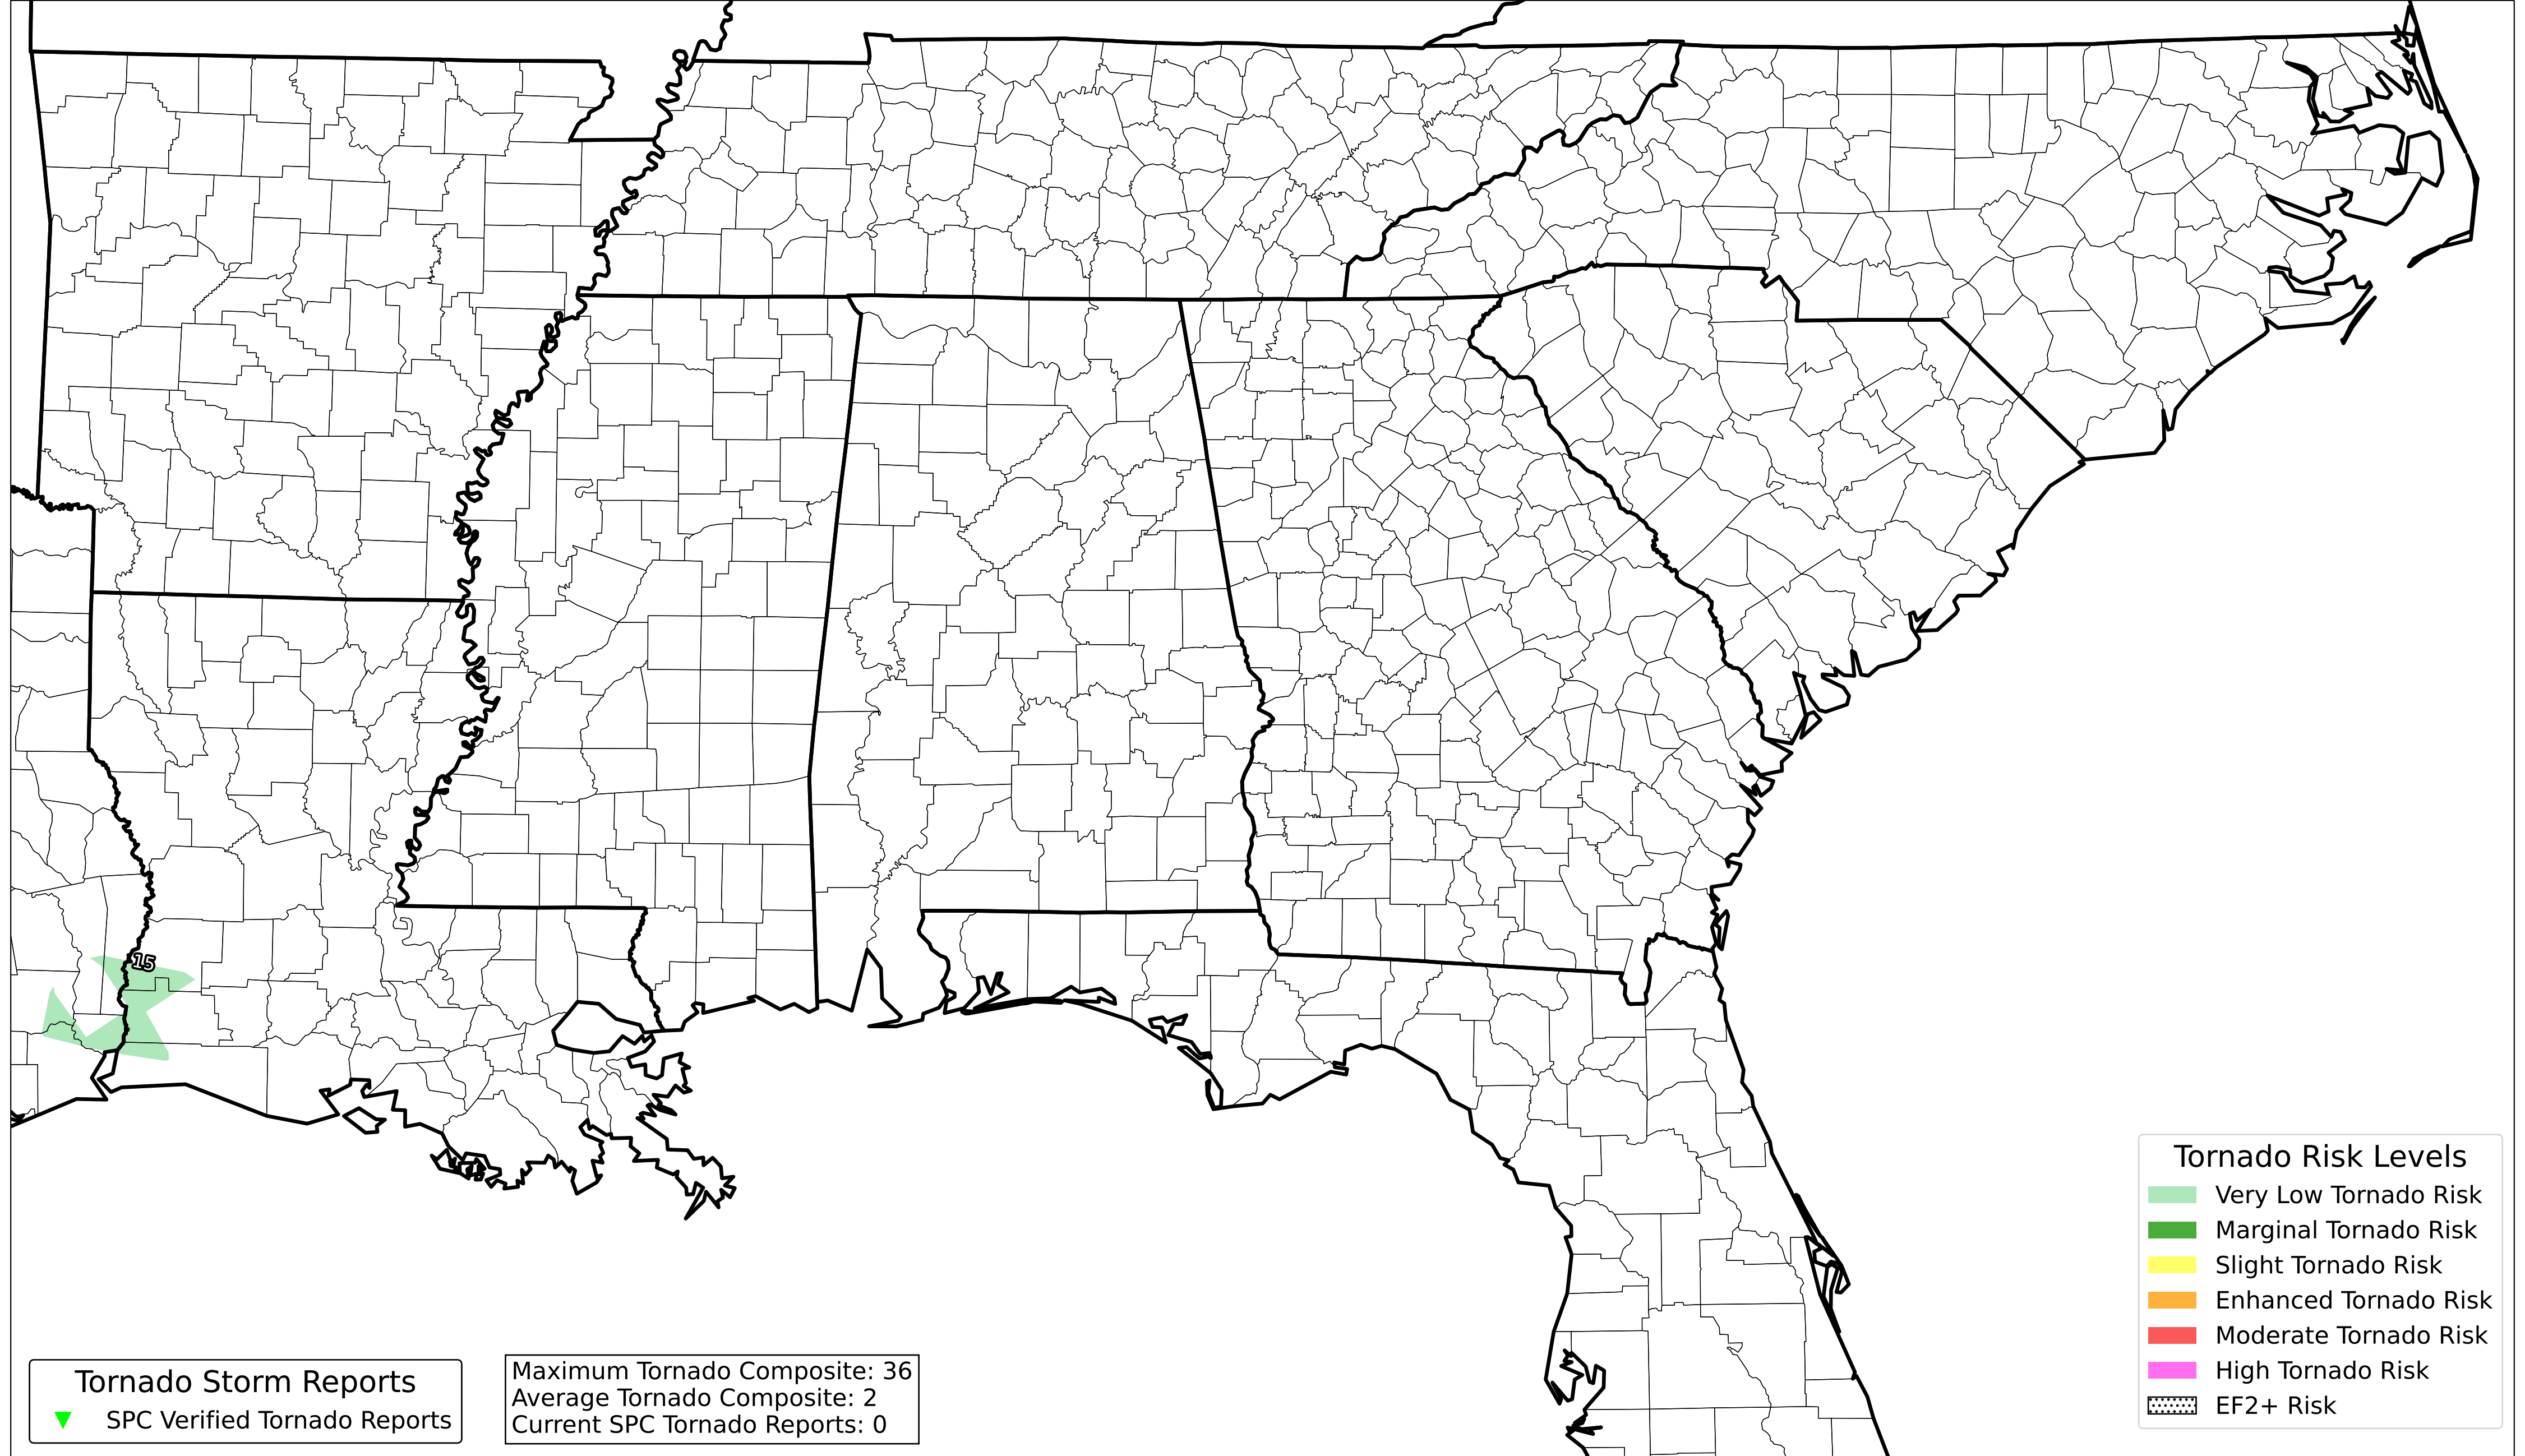 15
Tornado Storm Reports
SPC Verified Tornado Reports
Maximum Tornado Composite: 36
Average Tornado Composite: 2
Current SPC Tornado Reports: 0
Tornado Risk Levels
Very Low Tornado Risk
Marginal Tornado Risk
Slight Tornado Risk
Enhanced Tornado Risk
Moderate Tornado Risk
High Tornado Risk
EF2+ Risk